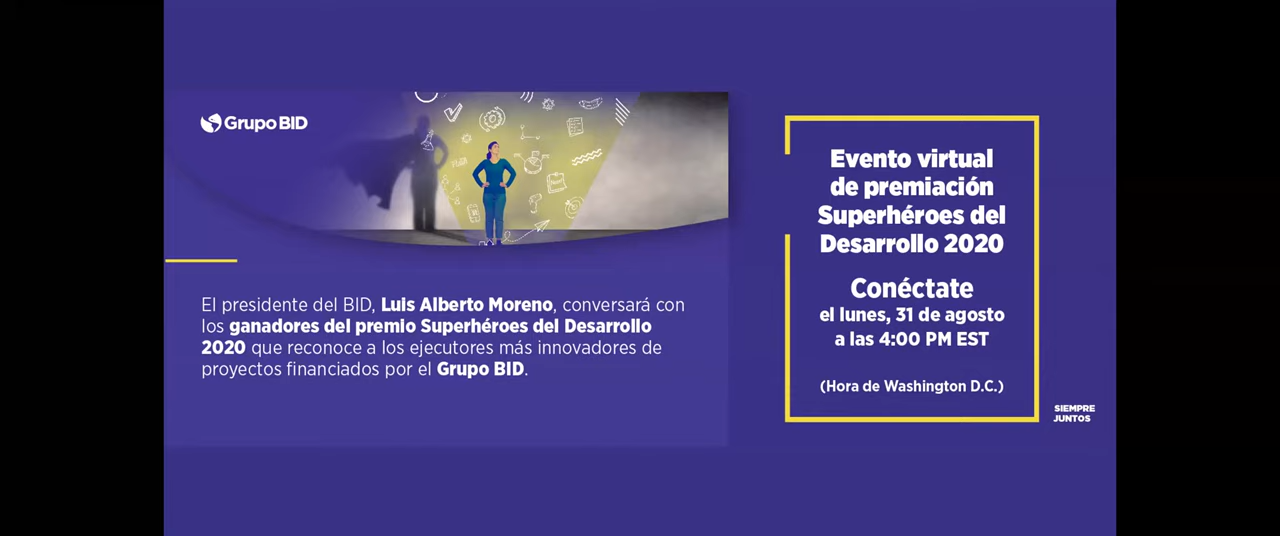 Grupo BID
El presidente del BID, Luis Alberto Moreno, conversará con
los ganadores del premio Superhéroes del Desarrollo
2020 que reconoce a los ejecutores más innovadores de
proyectos financiados por el Grupo BID.
Evento virtual
de premiación
Superhéroes del
Desarrollo 2020
Conéctate
el lunes, 31 de agosto
a las 4:00 PM EST
(Hora de Washington D.C.)
SIEMPRE
JUNTOS